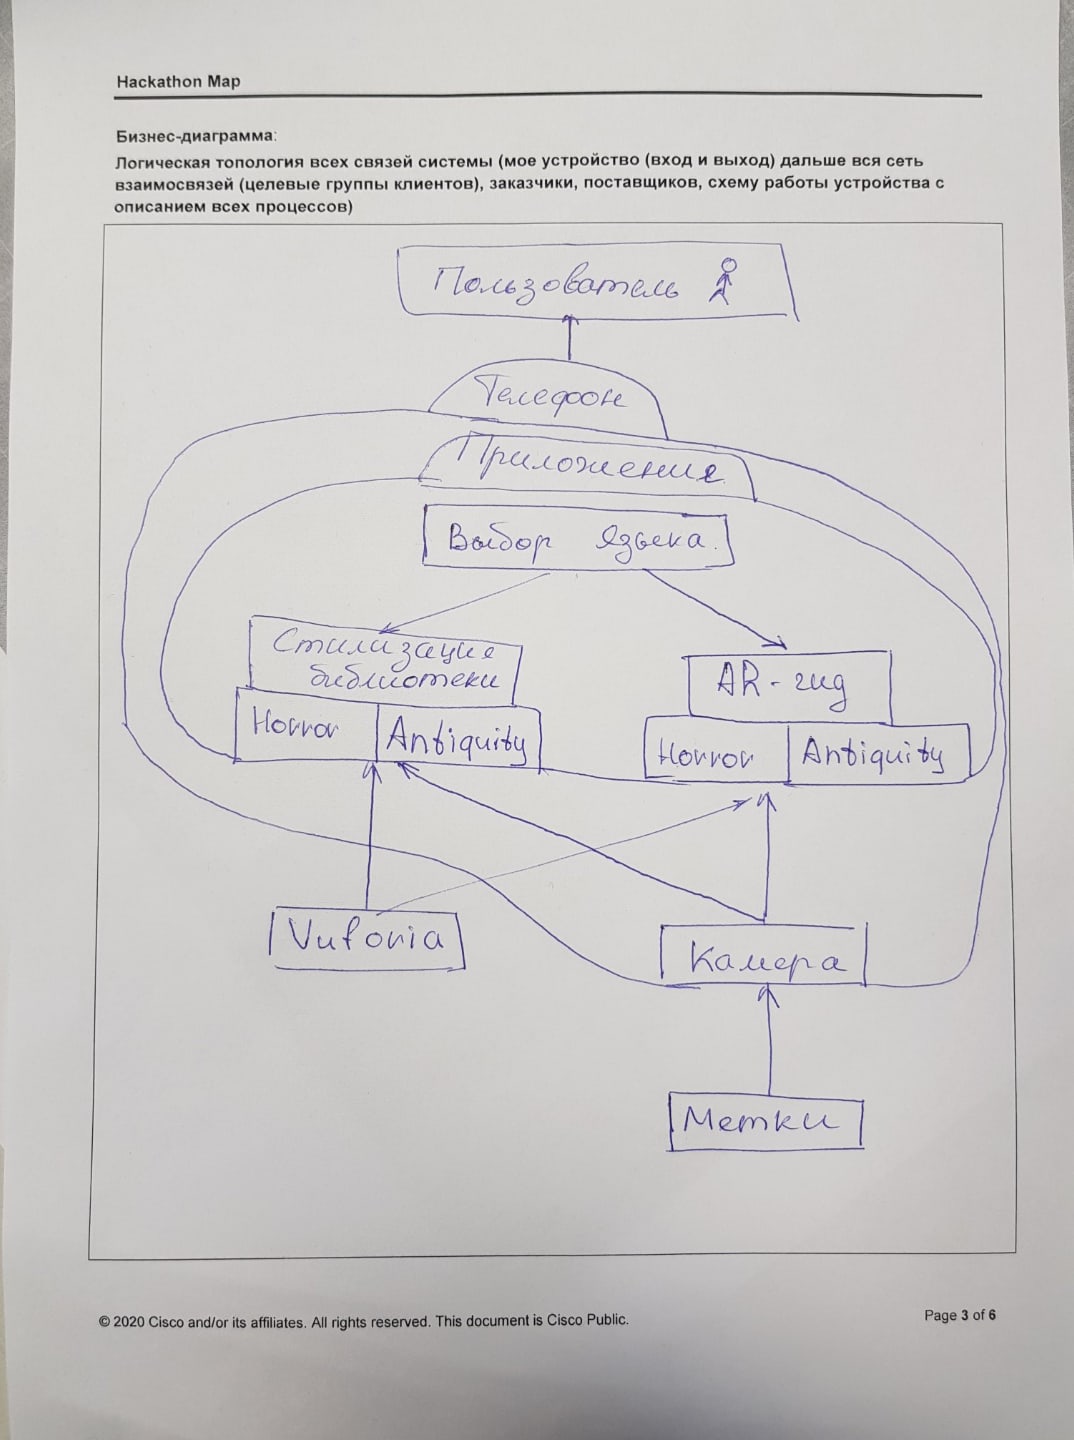 Hackathon Map
Бизнес-диаграмма:
Логическая топология всех связей системы (мое устройство (вход и выход) дальше вся сеть
взаимосвязей (целевые группы клиентов), заказчики, поставщиков, схему работы устройства с
описанием всех процессов)
Пользователь
Телефон
Приложение
Выбор языка.
Стилизация
библиотеки
AR-гид
Horror Antiquity
Horror Antiquity
Vuforia
Камера
Метки
© 2020 Cisco and/or its affiliates. All rights reserved. This document is Cisco Public.
Page 3 of 6